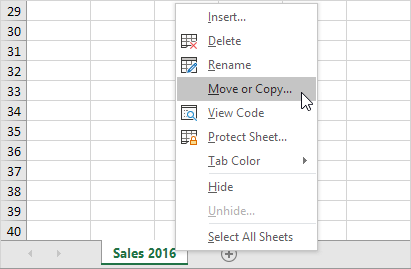 29
30
31
32
33
34
35
36
37
38
39
40
Insert...
Delete
Rename
Move or Copy...
View Code
Protect Sheet...
Tab Color
Hide
Unhide...
Select All Sheets
Sales 2016